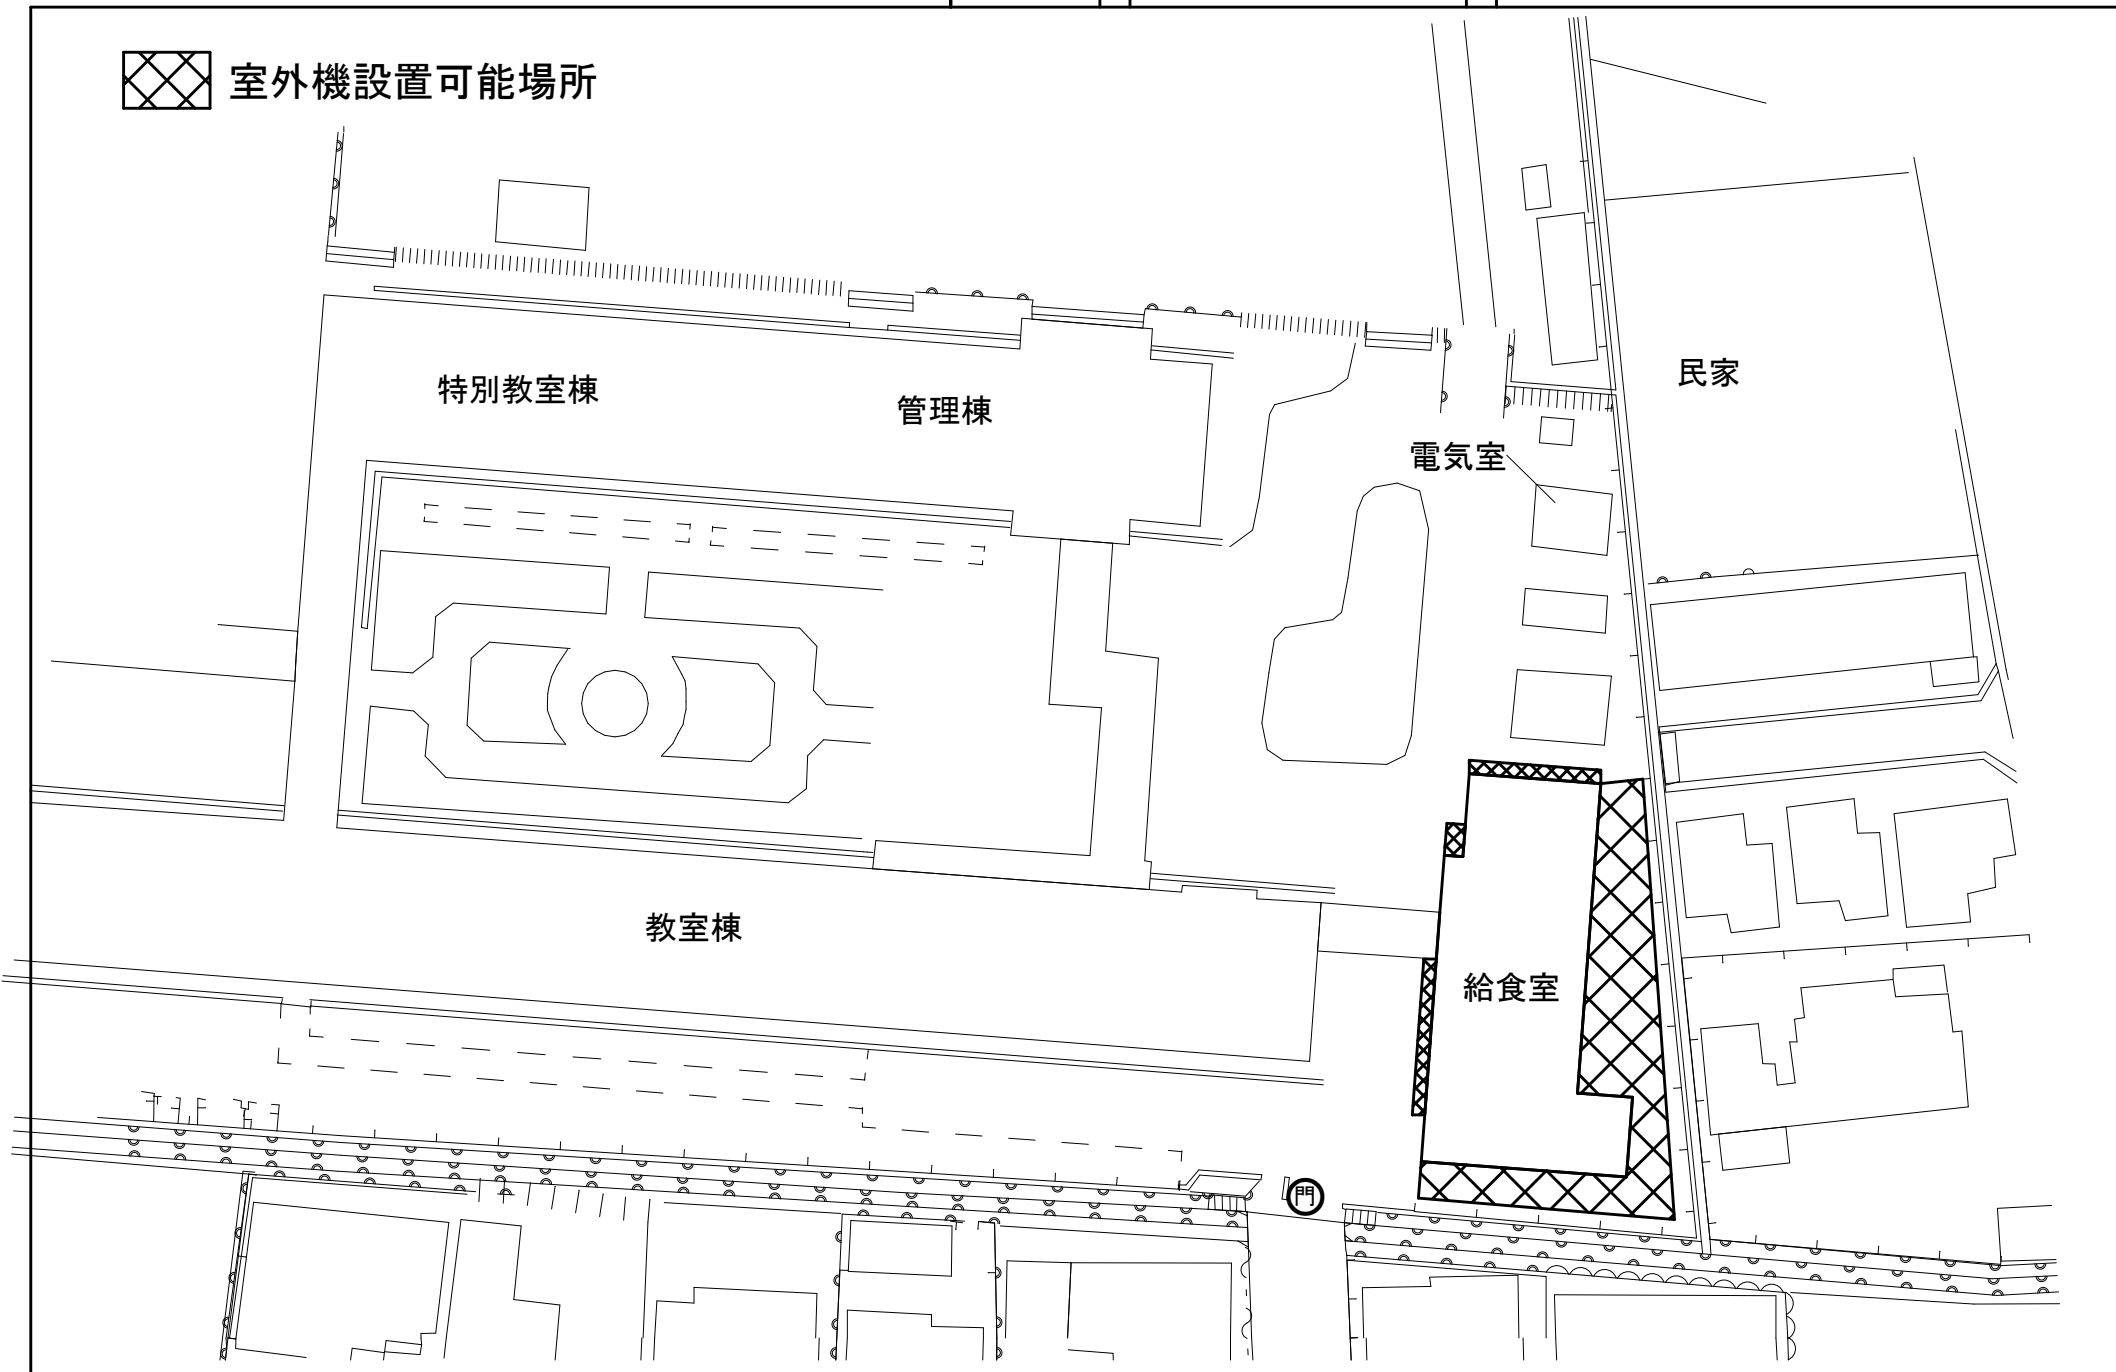 室外機設置可能場所
特別教室棟
管理棟
民家
電気室
教室棟
給食室
門